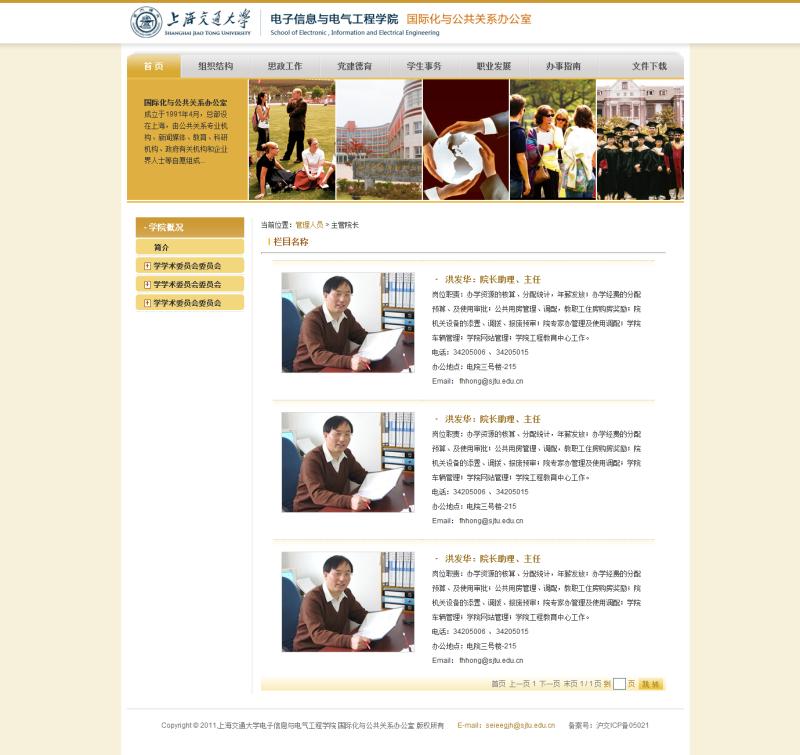 上海交通大学
SHANGHAI JIAO TONG UNIVERSITY
电子信息与电气工程学院 国际化与公共关系办公室
School of Electronic , Information and Electrical Engineering
首 页 组织结构 思政工作 党建德育 学生事务 职业发展 办事指南 文件下载
国际化与公共关系办公室
成立于1991年4月，总部设
在上海，由公共关系专业机
构、新闻媒体、教育、科研
机构、政府有关机构和企业
界人士等自愿组成...
- 学院概况
简介
学学术委员会委员会
学学术委员会委员会
学学术委员会委员会
当前位置：管理人员 > 主管院长
! 栏目名称
- 洪发华：院长助理、主任
岗位职责：办学资源的核算、分配统计，年薪发放；办学经费的分配
预算、及使用审批；公共用房管理、调配，教职工住房购房奖励；院
机关设备的添置、调拨、报废预审；院专家办管理及使用调配；学院
车辆管理；学院网站管理；学院工程教育中心工作。
电话：34205006 、34205015
办公地点：电院三号楼-215
Email： fhhong@sjtu.edu.cn
- 洪发华：院长助理、主任
岗位职责：办学资源的核算、分配统计，年薪发放；办学经费的分配
预算、及使用审批；公共用房管理、调配，教职工住房购房奖励；院
机关设备的添置、调拨、报废预审；院专家办管理及使用调配；学院
车辆管理；学院网站管理；学院工程教育中心工作。
电话：34205006 、34205015
办公地点：电院三号楼-215
Email： fhhong@sjtu.edu.cn
- 洪发华：院长助理、主任
岗位职责：办学资源的核算、分配统计，年薪发放；办学经费的分配
预算、及使用审批；公共用房管理、调配，教职工住房购房奖励；院
机关设备的添置、调拨、报废预审；院专家办管理及使用调配；学院
车辆管理；学院网站管理；学院工程教育中心工作。
电话：34205006 、34205015
办公地点：电院三号楼-215
Email： fhhong@sjtu.edu.cn
首页 上一页 1 下一页 末页 1 / 1 页 到 页 跳 转
Copyright © 2011 上海交通大学电子信息与电气工程学院 国际化与公共关系办公室 版权所有 E-mail：seieegjh@sjtu.edu.cn 备案号：沪交ICP备05021